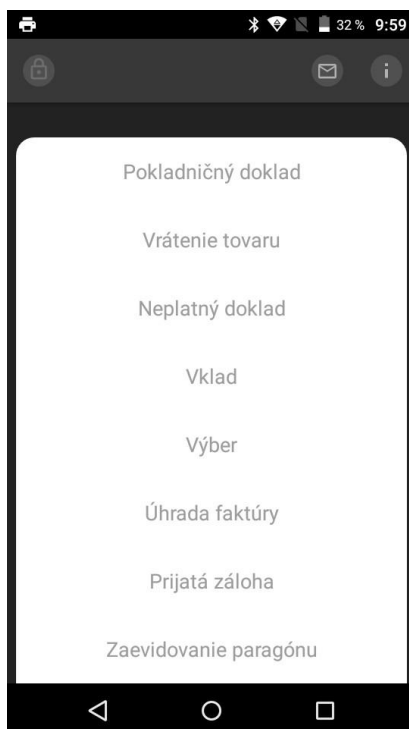 32 % 9:59
Pokladničný doklad
Vrátenie tovaru
Neplatný doklad
Vklad
Výber
Úhrada faktúry
Prijatá záloha
Zaevidovanie paragónu